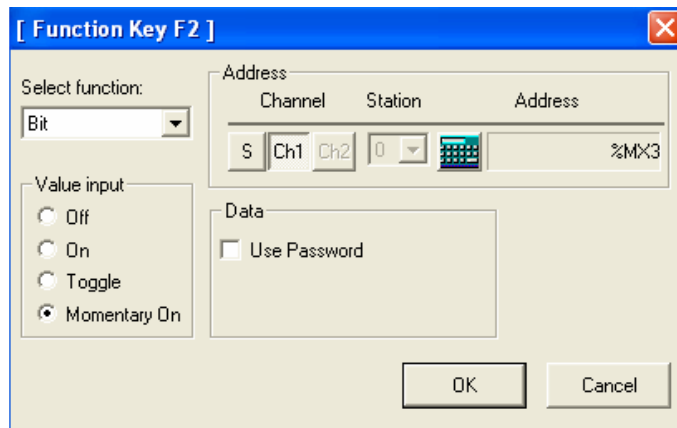 [ Function Key F2 ]
Select function:
Bit
Address
Channel Station Address
S Ch1 Ch2 0 %MX3
Value input
Off
On
Toggle
Momentary On
Data
Use Password
OK Cancel